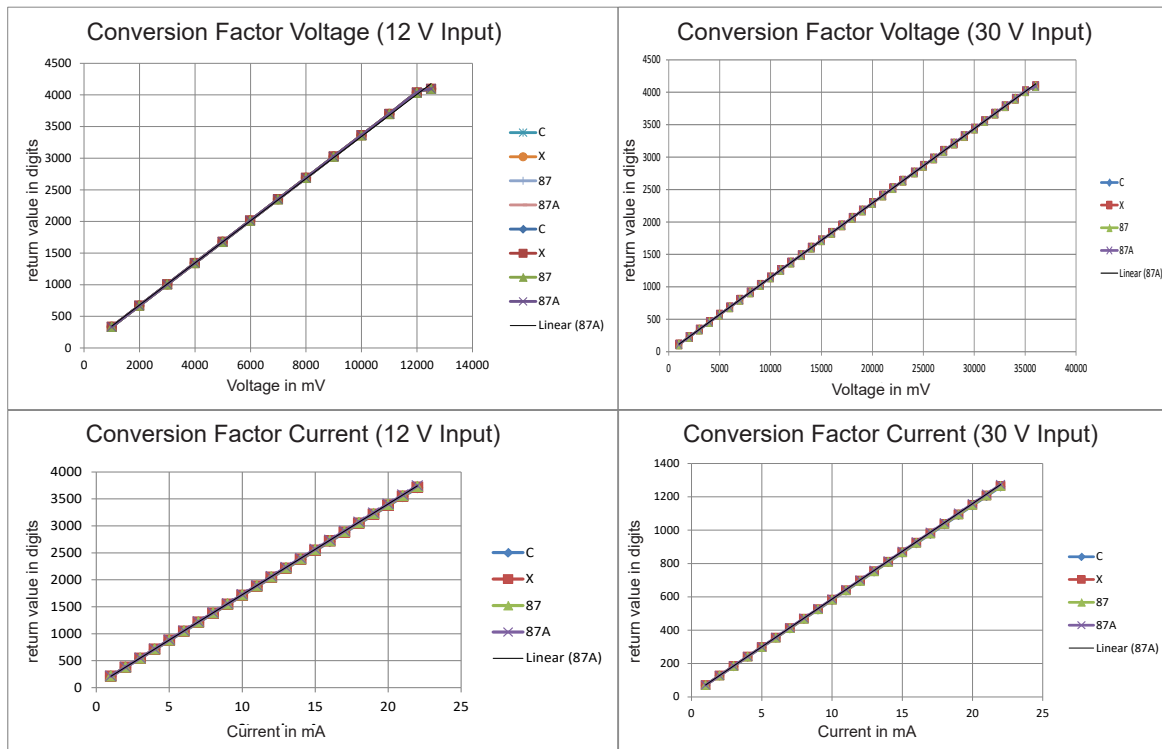 Conversion Factor Voltage (12 V Input)
4500
4000
3500
3000
2500
2000
1500
1000
500
0
return value in digits
0 2000 4000 6000 8000 10000 12000 14000
Voltage in mV
C
X
87
87A
C
X
87
87A
Linear (87A)
Conversion Factor Voltage (30 V Input)
4500
4000
3500
3000
2500
2000
1500
1000
500
0
return value in digits
0 5000 10000 15000 20000 25000 30000 35000 40000
Voltage in mV
C
X
87
87A
Linear (87A)
Conversion Factor Current (12 V Input)
4000
3500
3000
2500
2000
1500
1000
500
0
return value in digits
0 5 10 15 20 25
Current in mA
C
X
87
87A
Linear (87A)
Conversion Factor Current (30 V Input)
1400
1200
1000
800
600
400
200
0
return value in digits
0 5 10 15 20 25
Current in mA
C
X
87
87A
Linear (87A)